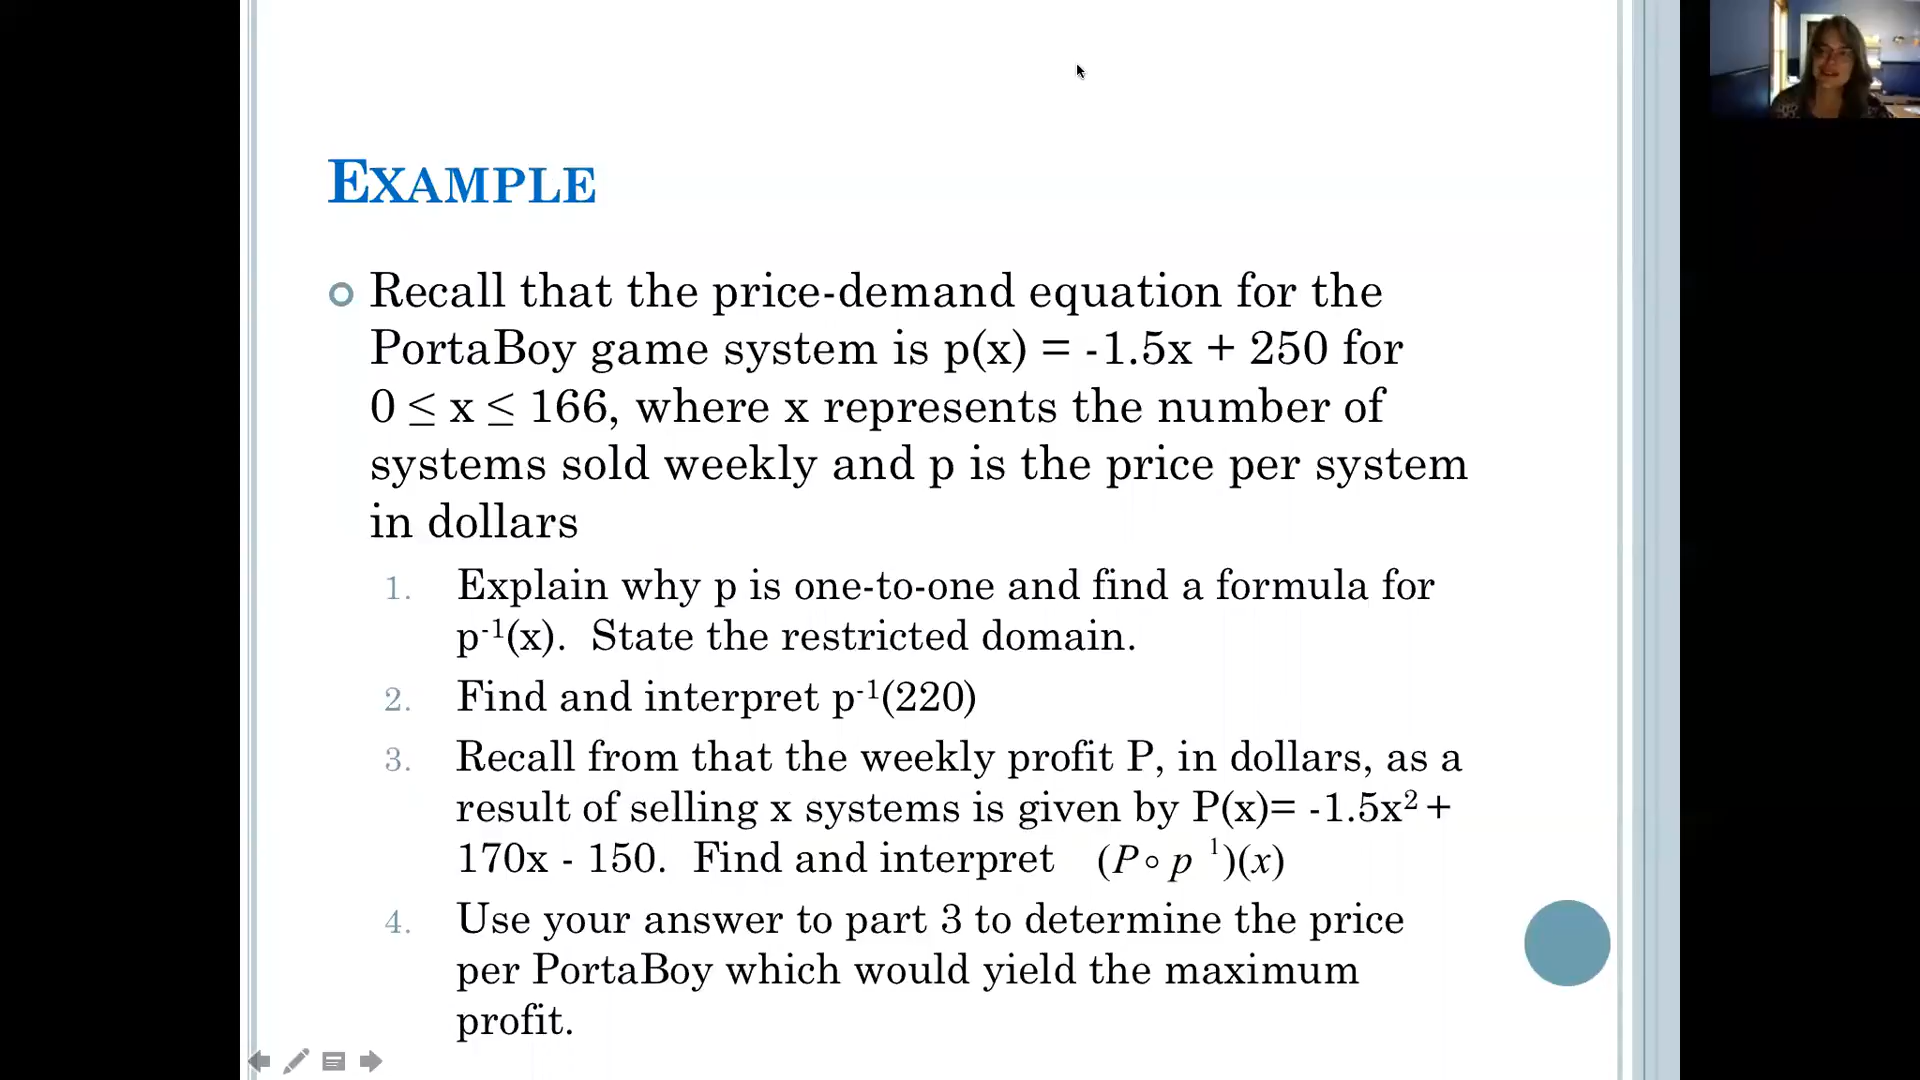 EXAMPLE
Recall that the price-demand equation for the
PortaBoy game system is p(x) = -1.5x + 250 for
0 ≤ x ≤ 166, where x represents the number of
systems sold weekly and p is the price per system
in dollars
1. Explain why p is one-to-one and find a formula for
p⁻¹(x). State the restricted domain.
2. Find and interpret p⁻¹(220)
3. Recall from that the weekly profit P, in dollars, as a
result of selling x systems is given by P(x)= -1.5x² +
170x - 150. Find and interpret (P∘p ¹)(x)
4. Use your answer to part 3 to determine the price
per PortaBoy which would yield the maximum
profit.